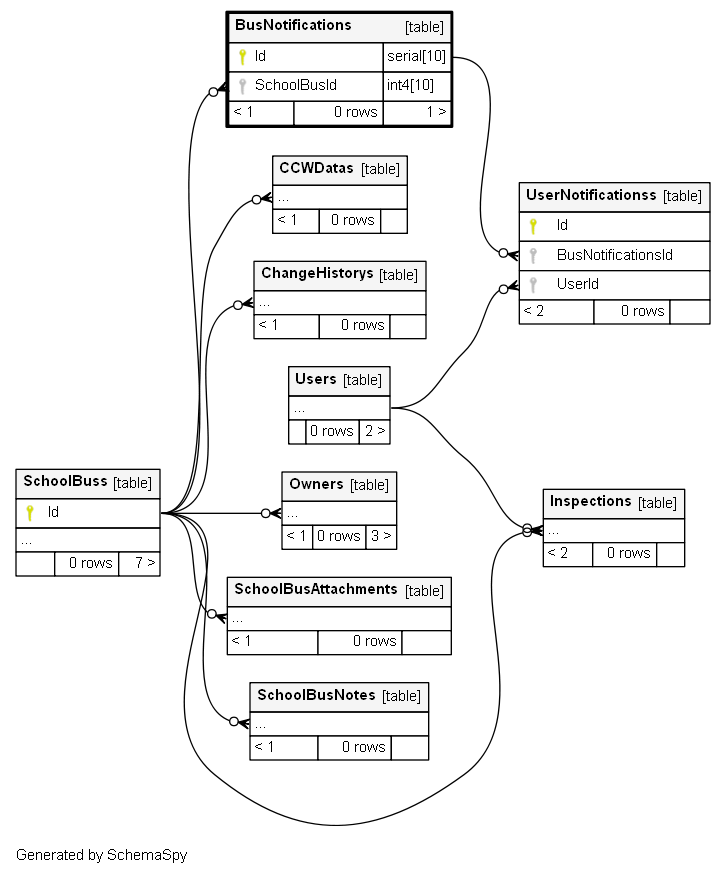 BusNotifications [table]
Id serial[10]
SchoolBusId int4[10]
< 1 0 rows 1 >
CCWDatas [table]
...
< 1 0 rows
UserNotificationss [table]
Id
BusNotificationsId
UserId
< 2 0 rows
ChangeHistorys [table]
...
< 1 0 rows
Users [table]
...
0 rows 2 >
SchoolBuss [table]
Id
...
0 rows 7 >
Owners [table]
...
< 1 0 rows 3 >
Inspections [table]
...
< 2 0 rows
SchoolBusAttachments [table]
...
< 1 0 rows
SchoolBusNotes [table]
...
< 1 0 rows
Generated by SchemaSpy